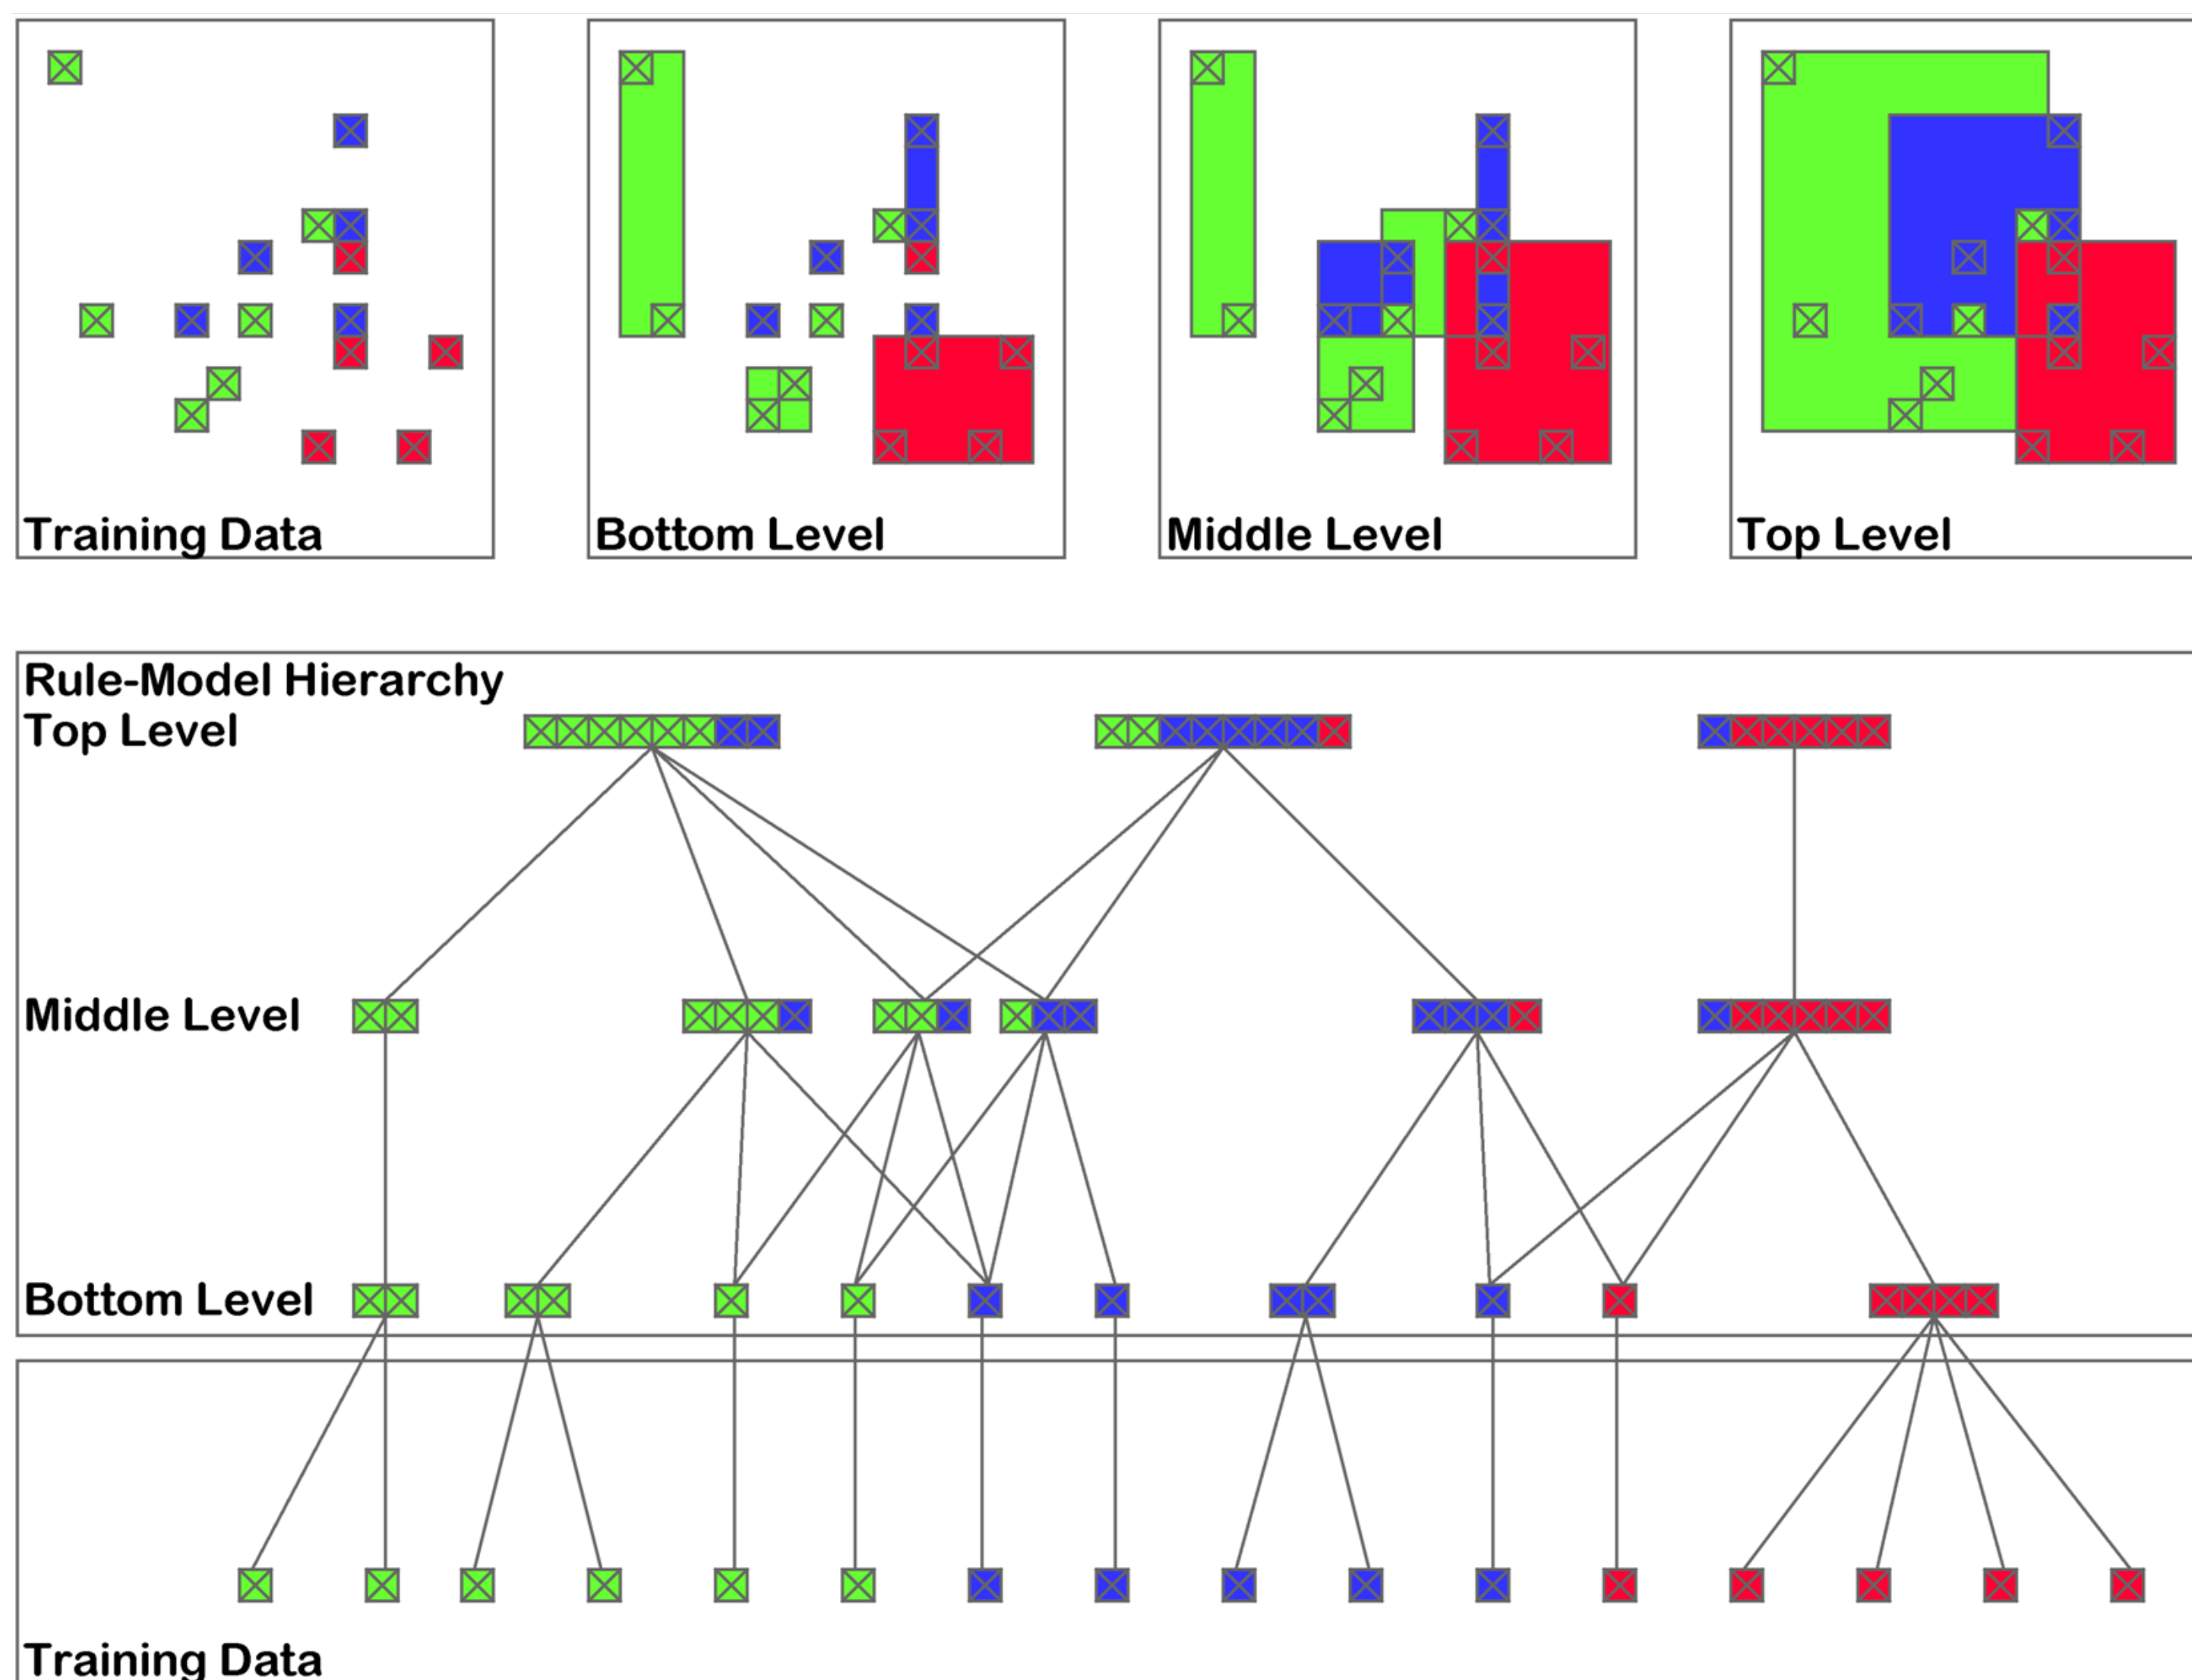 Training Data
Bottom Level
Middle Level
Top Level
Rule-Model Hierarchy
Top Level
Middle Level
Bottom Level
Training Data